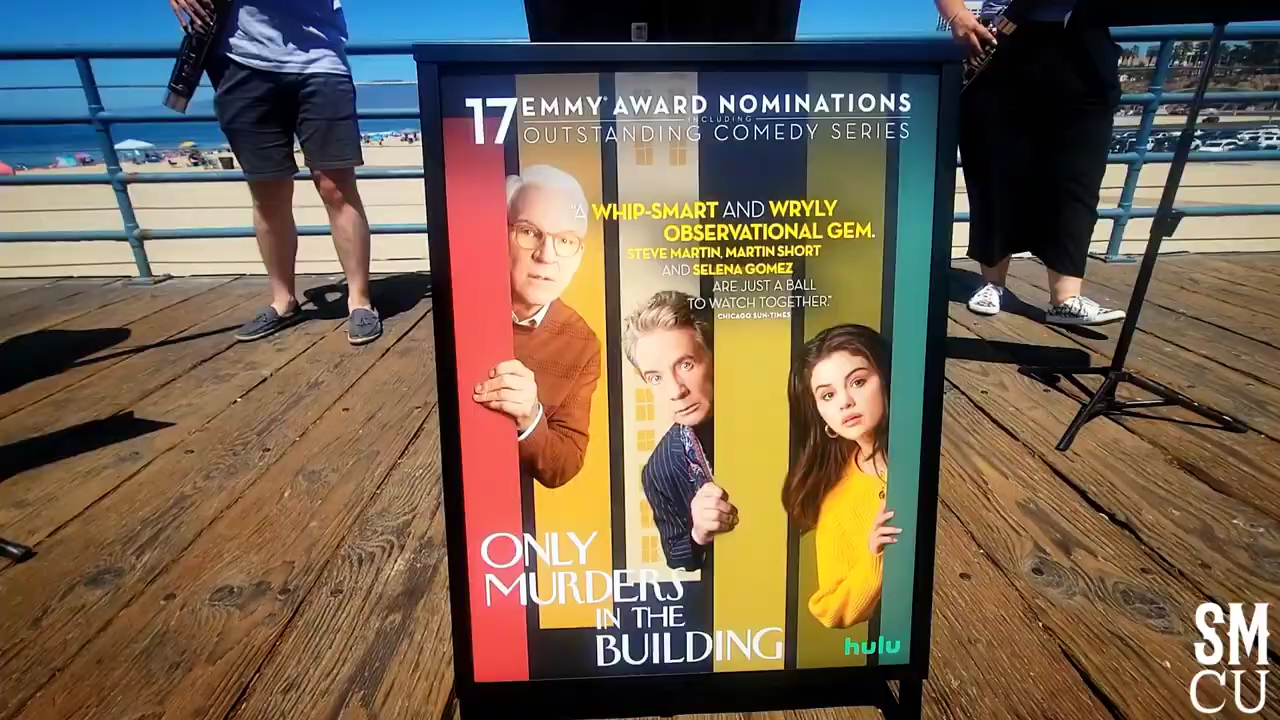 17 EMMY® AWARD NOMINATIONS
INCLUDING
OUTSTANDING COMEDY SERIES
"A WHIP-SMART AND WRYLY
OBSERVATIONAL GEM.
STEVE MARTIN, MARTIN SHORT
AND SELENA GOMEZ
ARE JUST A BALL
TO WATCH TOGETHER."
CHICAGO SUN-TIMES
ONLY
MURDERS
IN THE
BUILDING
hulu
SM
CU